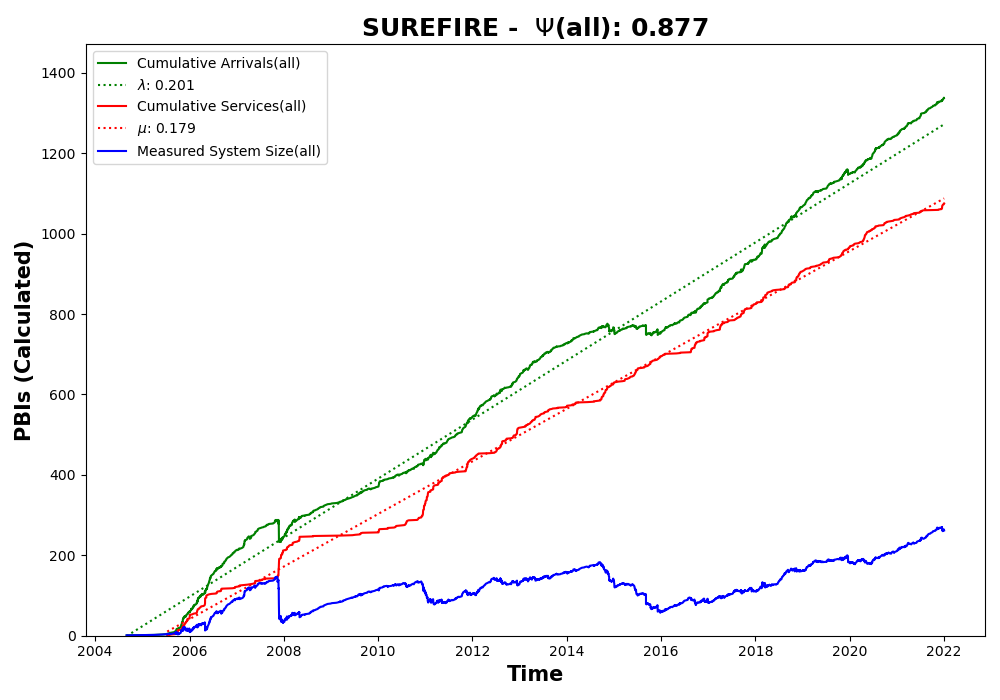 SUREFIRE - Ψ(all): 0.877
Cumulative Arrivals(all)
λ: 0.201
Cumulative Services(all)
μ: 0.179
Measured System Size(all)
PBIs (Calculated)
1400
1200
1000
800
600
400
200
0
2004 2006 2008 2010 2012 2014 2016 2018 2020 2022
Time